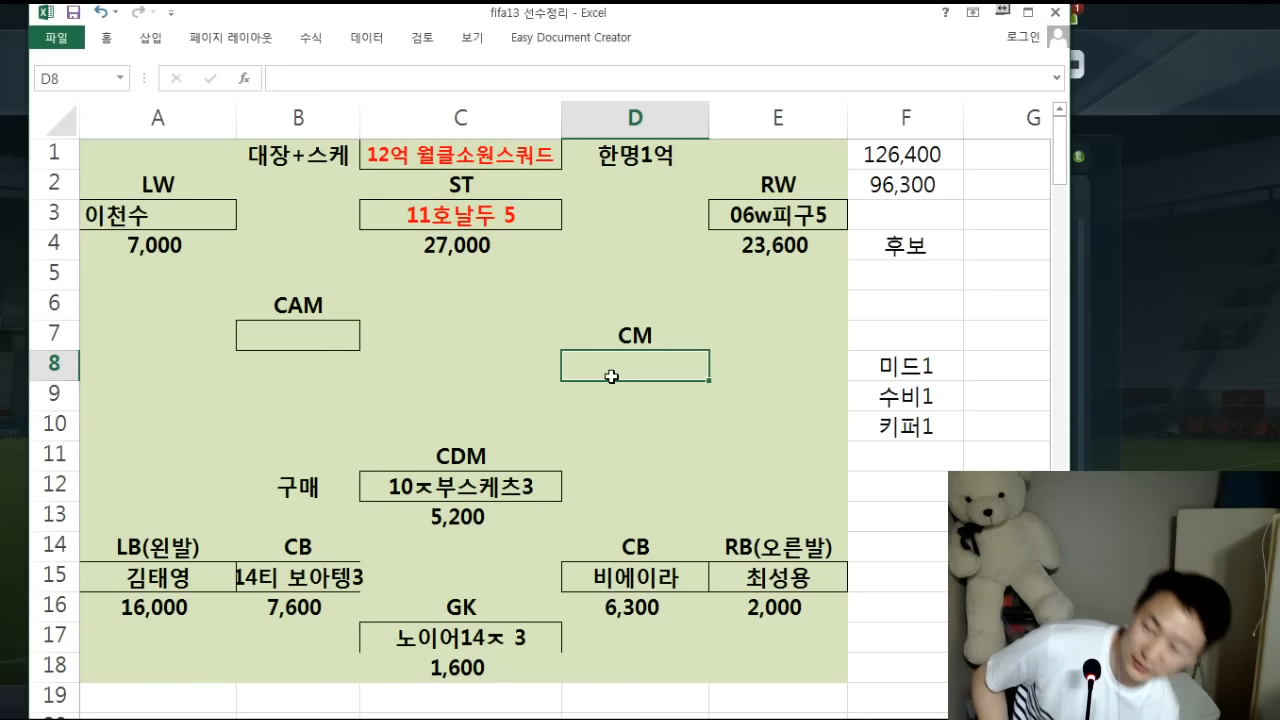 fifa13 선수정리 - Excel
파일 홈 삽입 페이지 레이아웃 수식 데이터 검토 보기 Easy Document Creator 로그인
D8
A B C D E F G
1 대장+스케 12억 월클소원스쿼드 한명1억 126,400
2 LW ST RW 96,300
3 이천수 11호날두 5 06w피구5
4 7,000 27,000 23,600 후보
5
6 CAM
7 CM
8 미드1
9 수비1
10 키퍼1
11 CDM
12 구매 10ㅈ부스케츠3
13 5,200
14 LB(왼발) CB CB RB(오른발)
15 김태영 14티 보아텡3 비에이라 최성용
16 16,000 7,600 GK 6,300 2,000
17 노이어14ㅈ 3
18 1,600
19